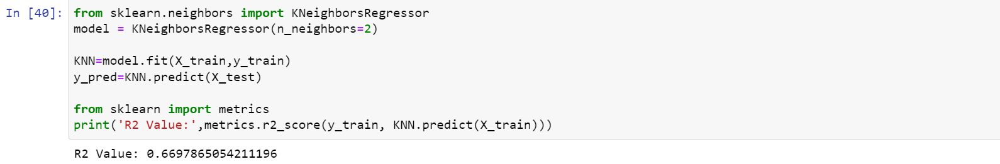 In [40]: from sklearn.neighbors import KNeighborsRegressor
model = KNeighborsRegressor(n_neighbors=2)
KNN=model.fit(X_train,y_train)
y_pred=KNN.predict(X_test)
from sklearn import metrics
print('R2 Value:',metrics.r2_score(y_train, KNN.predict(X_train)))
R2 Value: 0.6697865054211196